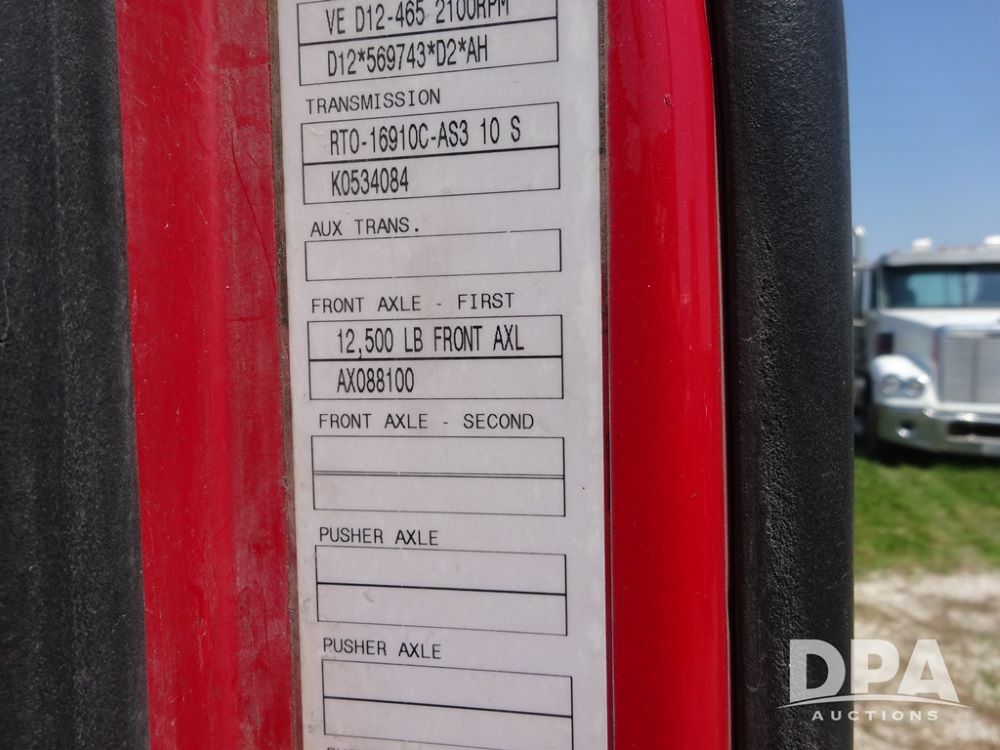 VE D12-465 2100RPM
D12*569743*D2*AH
TRANSMISSION
RTO-16910C-AS3 10 S
K0534084
AUX TRANS.
FRONT AXLE - FIRST
12,500 LB FRONT AXL
AX088100
FRONT AXLE - SECOND
PUSHER AXLE
PUSHER AXLE
DPA
AUCTIONS